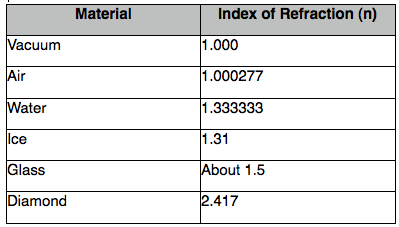 Material Index of Refraction (n)
Vacuum 1.000
Air 1.000277
Water 1.333333
Ice 1.31
Glass About 1.5
Diamond 2.417